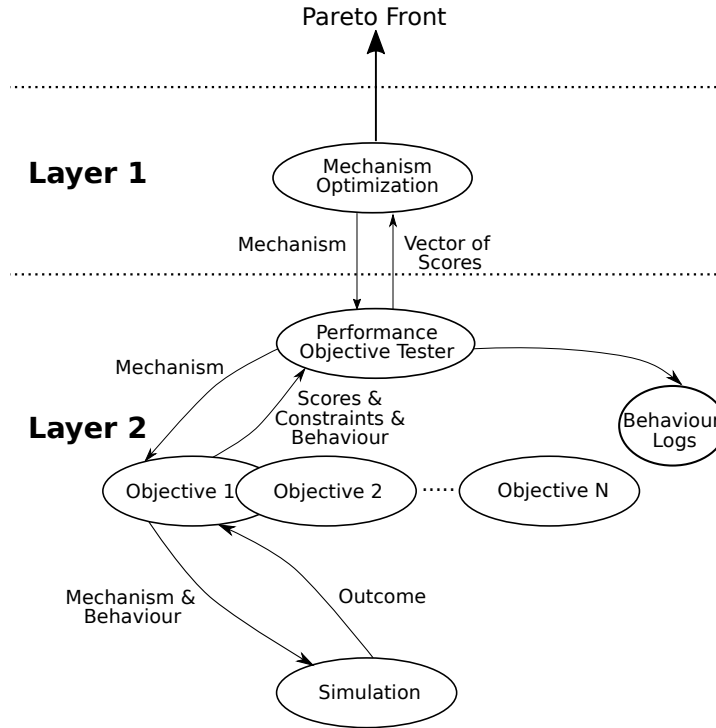 Pareto Front
Layer 1
Mechanism
Optimization
Mechanism
Vector of
Scores
Performance
Objective Tester
Mechanism
Scores &
Constraints &
Behaviour
Layer 2
Behaviour
Logs
Objective 1
Objective 2
.....
Objective N
Mechanism &
Behaviour
Outcome
Simulation